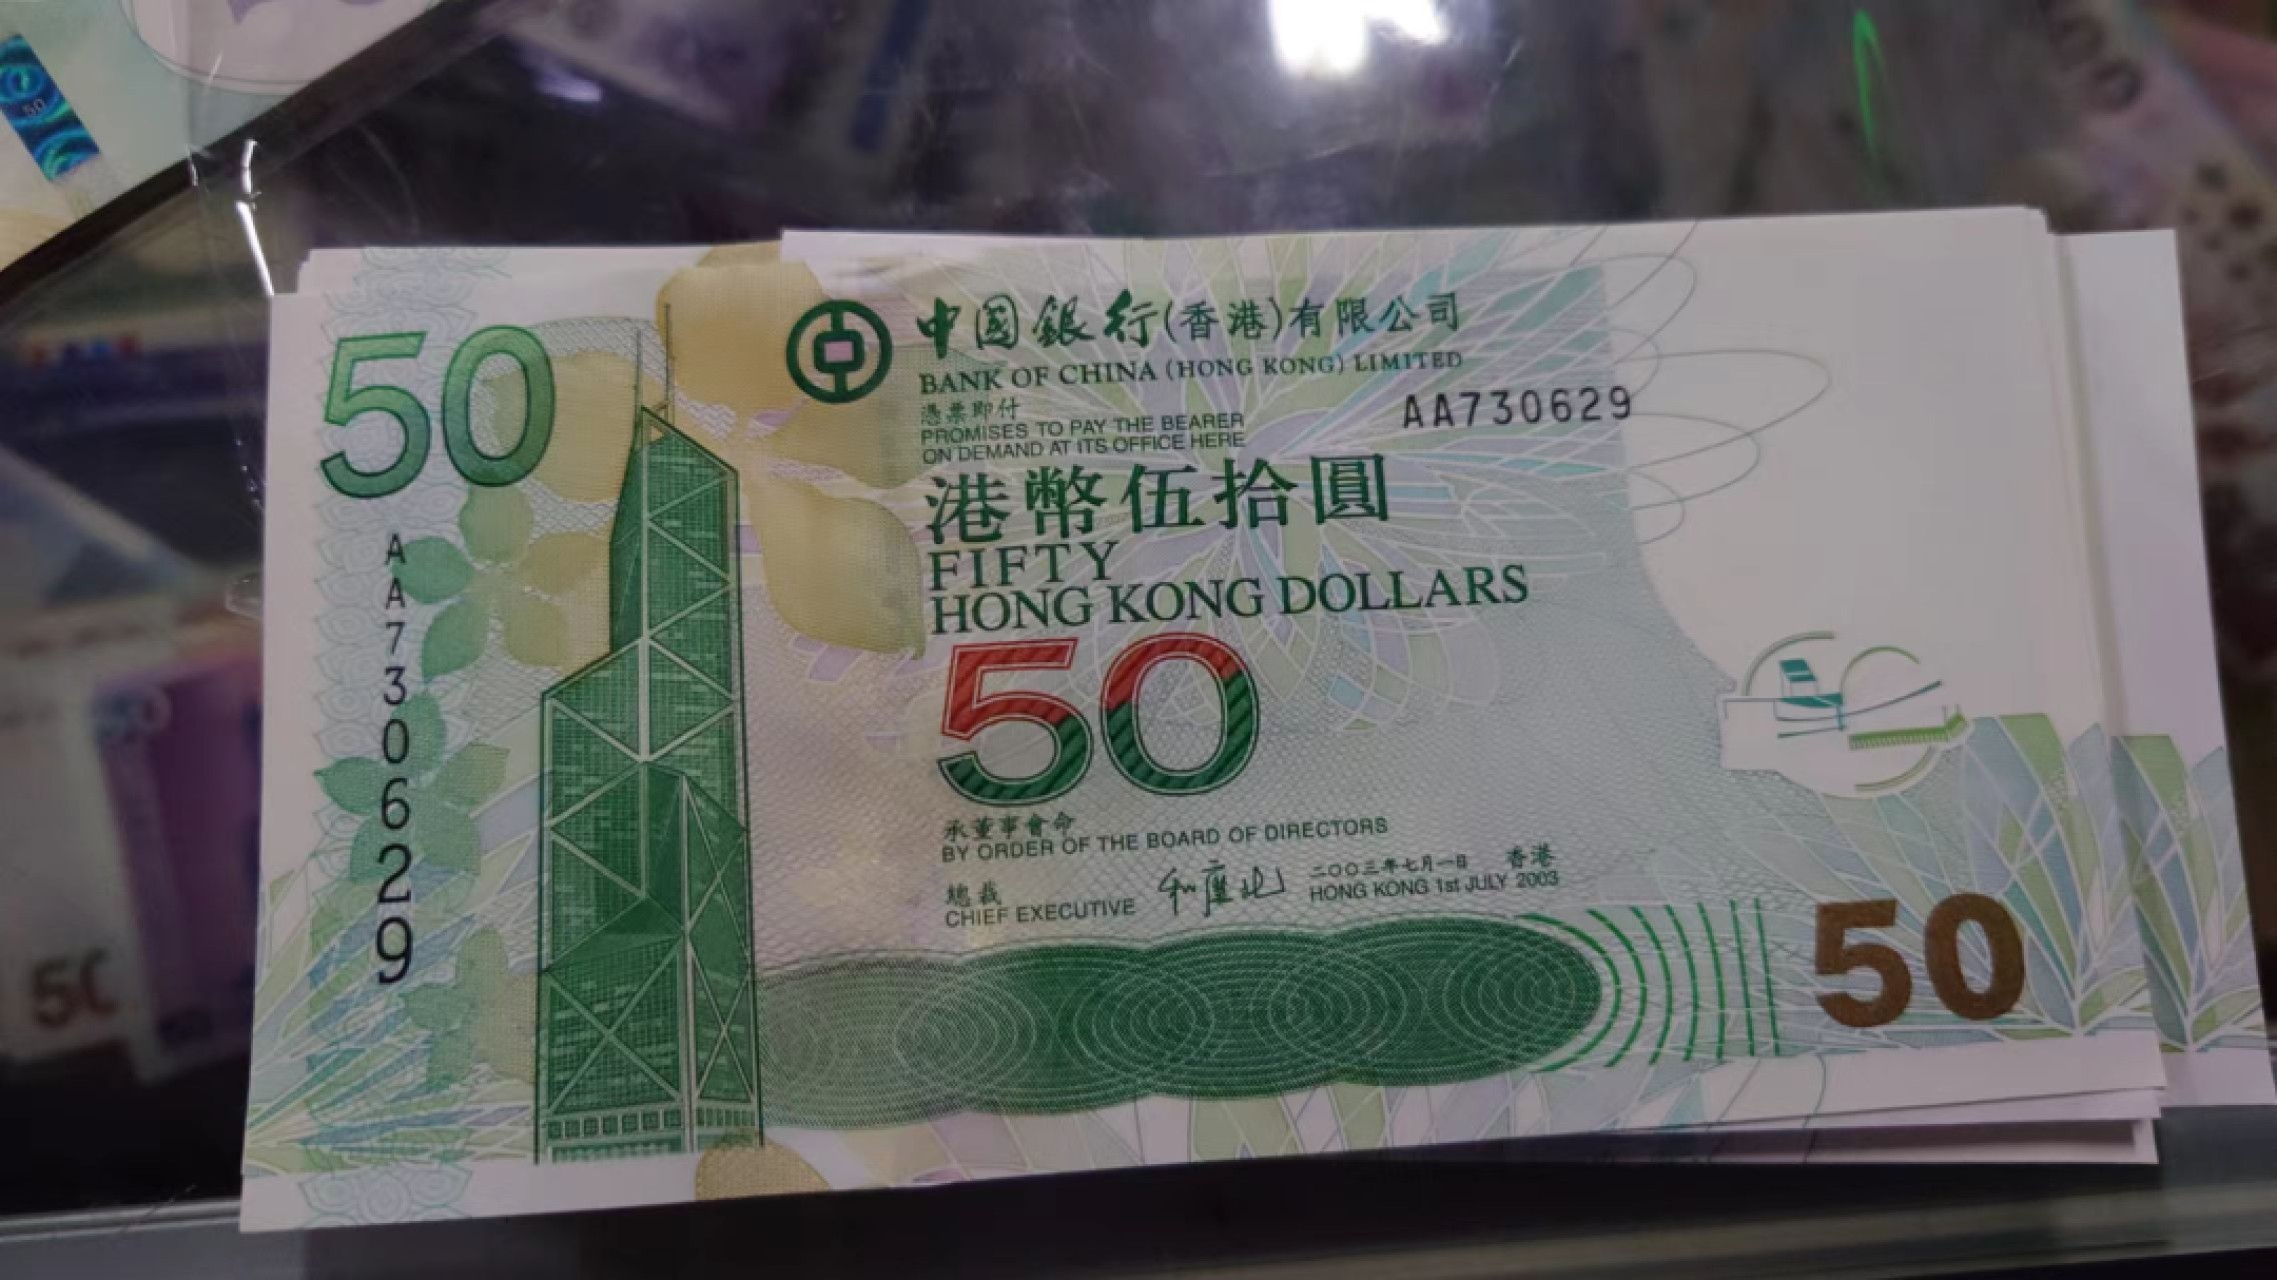 50
中國銀行(香港)有限公司
BANK OF CHINA (HONG KONG) LIMITED
憑票即付
PROMISES TO PAY THE BEARER
ON DEMAND AT ITS OFFICE HERE
AA730629
港幣伍拾圓
FIFTY
HONG KONG DOLLARS
50
AA730629
承董事會命
BY ORDER OF THE BOARD OF DIRECTORS
總裁
CHIEF EXECUTIVE
二〇〇三年七月一日 香港
HONG KONG 1st JULY 2003
50
50
50